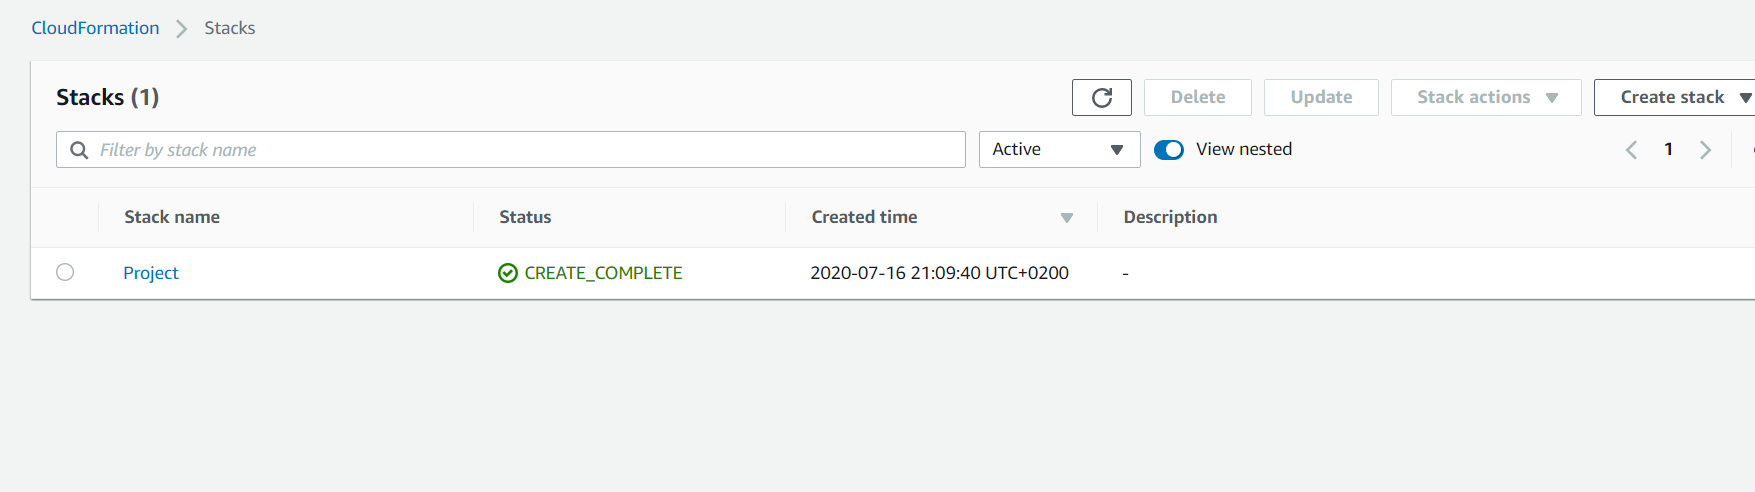 CloudFormation Stacks
Stacks (1)
Delete Update Stack actions Create stack
Filter by stack name Active View nested 1
Stack name Status Created time Description
Project CREATE_COMPLETE 2020-07-16 21:09:40 UTC+0200 -